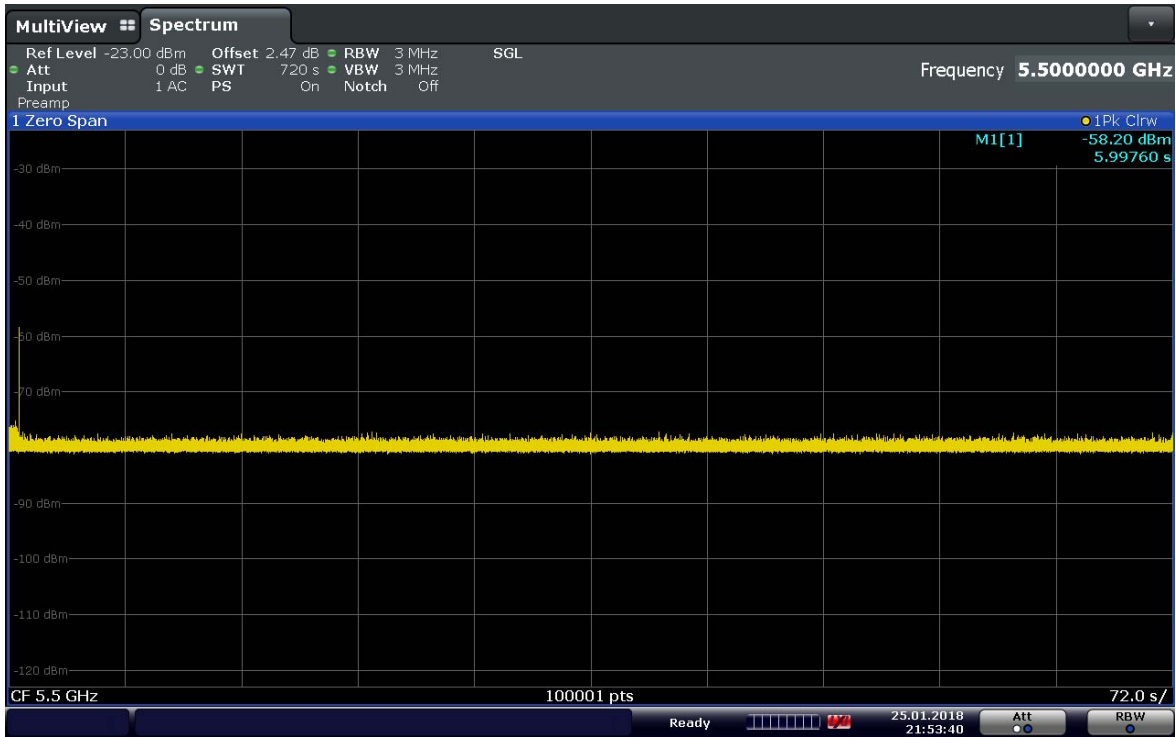 MultiView Spectrum
Ref Level -23.00 dBm Offset 2.47 dB RBW 3 MHz SGL
Att 0 dB SWT 720 s VBW 3 MHz
Input 1 AC PS On Notch Off
Preamp
Frequency 5.5000000 GHz
1 Zero Span 1Pk Clrw
M1[1] -58.20 dBm
5.99760 s
-30 dBm
-40 dBm
-50 dBm
-60 dBm
-70 dBm
-90 dBm
-100 dBm
-110 dBm
-120 dBm
CF 5.5 GHz 100001 pts 72.0 s/
Ready 25.01.2018 Att RBW
21:53:40